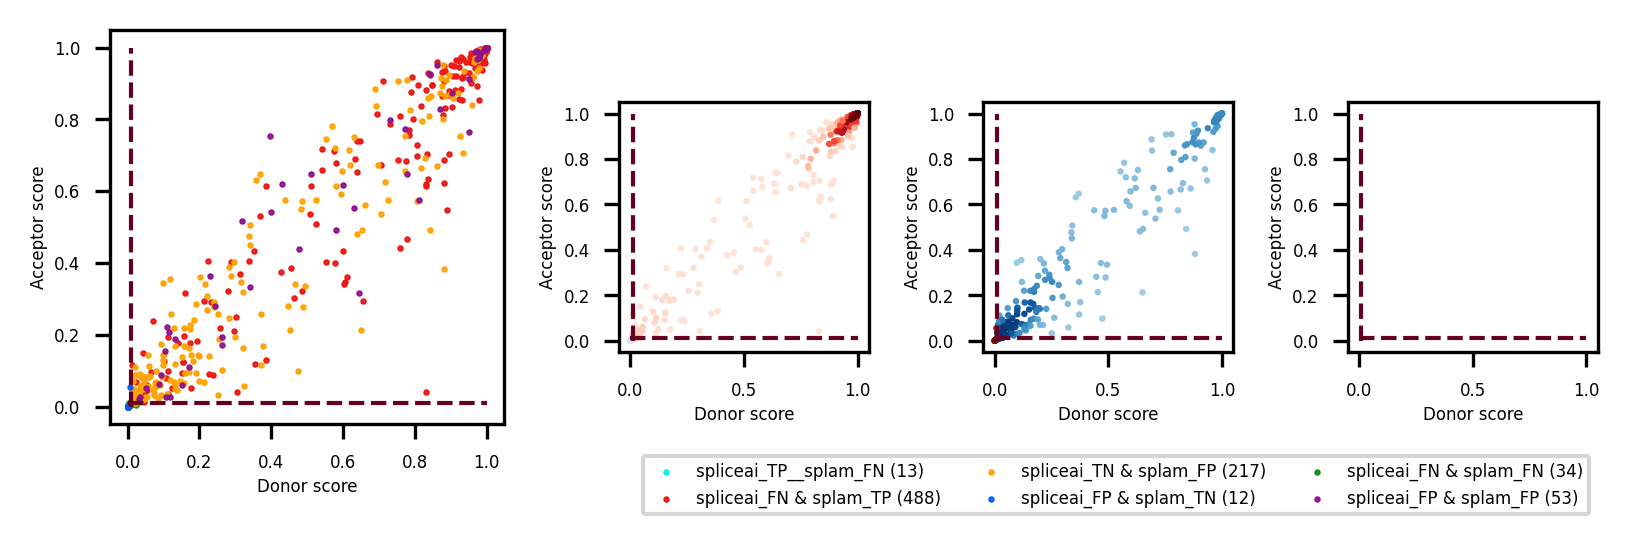 1.0
0.8
0.6
0.4
0.2
0.0
Acceptor score
0.0 0.2 0.4 0.6 0.8 1.0
Donor score
1.0
0.8
0.6
0.4
0.2
0.0
Acceptor score
0.0 0.5 1.0
Donor score
1.0
0.8
0.6
0.4
0.2
0.0
Acceptor score
0.0 0.5 1.0
Donor score
1.0
0.8
0.6
0.4
0.2
0.0
Acceptor score
0.0 0.5 1.0
Donor score
spliceai_TP__splam_FN (13)
spliceai_FN & splam_TP (488)
spliceai_TN & splam_FP (217)
spliceai_FP & splam_TN (12)
spliceai_FN & splam_FN (34)
spliceai_FP & splam_FP (53)